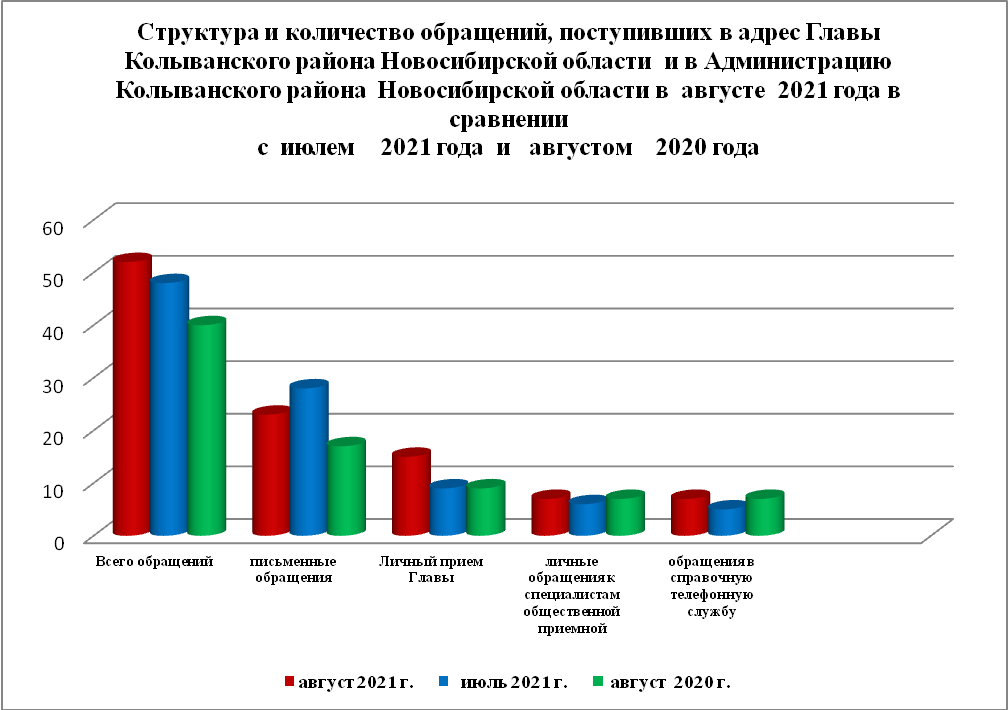 Структура и количество обращений, поступивших в адрес Главы
Колыванского района Новосибирской области и в Администрацию
Колыванского района Новосибирской области в августе 2021 года в
сравнении
с июлем 2021 года и августом 2020 года
60
50
40
30
20
10
0
Всего обращений
письменные
обращения
Личный прием
Главы
личные
обращения к
специалистам
общественной
приемной
обращения в
справочную
телефонную
службу
август 2021 г.
июль 2021 г.
август 2020 г.